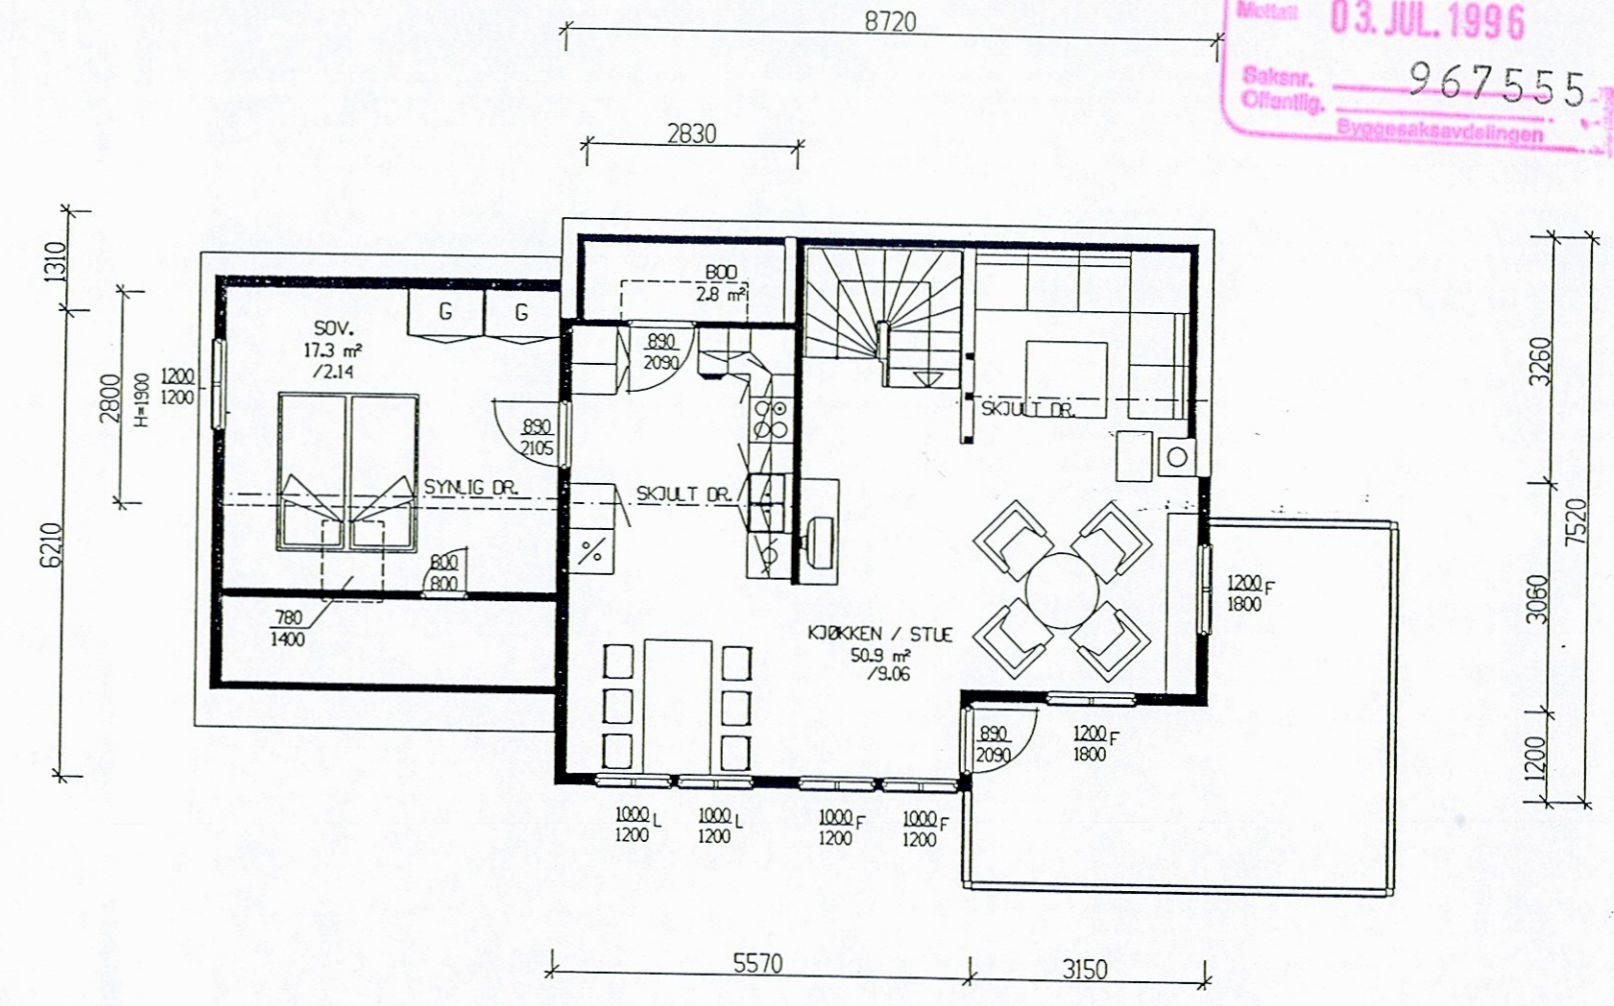 8720
Mottatt 03. JUL. 1996
Saksnr. 967555
Offentlig.
Byggesaksavdelingen
2830
1310
2800
H=1900
6210
1200
1200
SOV.
17.3 m²
/2.14
G
G
BOD
2.8 m²
890
2090
890
2105
SYNLIG DR.
SKJULT DR.
SKJULT DR.
600
800
780
1400
KJØKKEN / STUE
50.9 m²
/9.06
1200 F
1800
890
2090
1200 F
1800
1000 L
1200
1000 L
1200
1000 F
1200
1000 F
1200
3260
3060
1200
7520
5570
3150